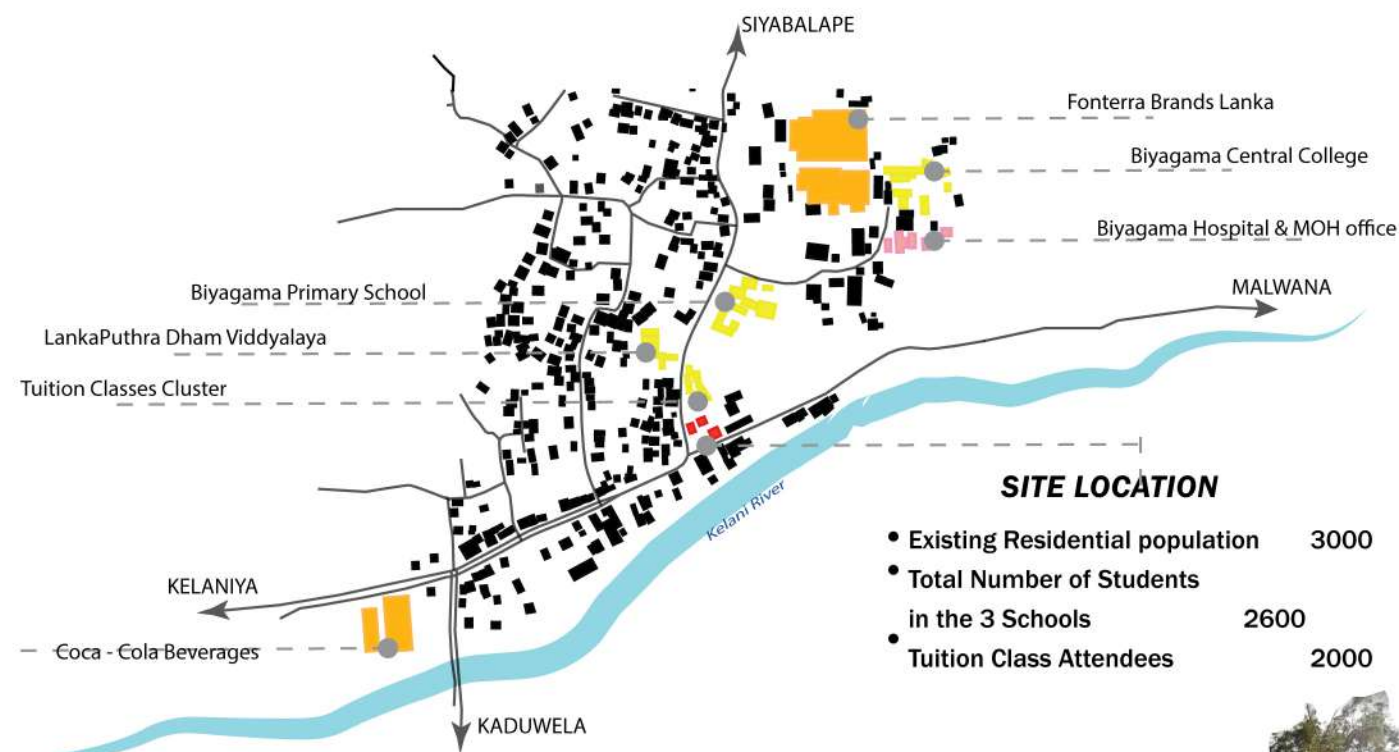 SIYABALAPE
Fonterra Brands Lanka
Biyagama Central College
Biyagama Hospital & MOH office
MALWANA
Biyagama Primary School
LankaPuthra Dham Viddyalaya
Tuition Classes Cluster
Kelani River
SITE LOCATION
• Existing Residential population 3000
• Total Number of Students
in the 3 Schools 2600
• Tuition Class Attendees 2000
KELANIYA
Coca - Cola Beverages
KADUWELA